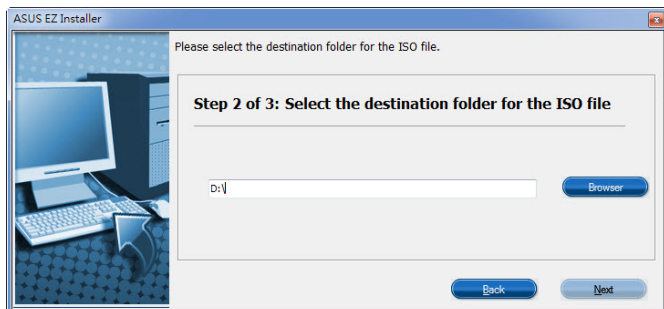 ASUS EZ Installer
Please select the destination folder for the ISO file.
Step 2 of 3: Select the destination folder for the ISO file
D:\
Browser
Back
Next